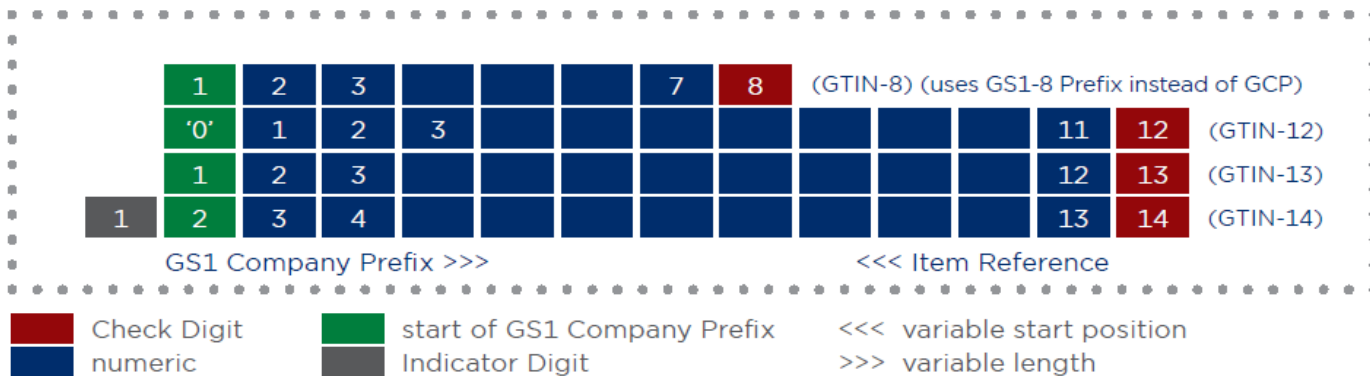 1 2 3 7 8 (GTIN-8) (uses GS1-8 Prefix instead of GCP)
'0' 1 2 3 11 12 (GTIN-12)
1 2 3 12 13 (GTIN-13)
1 2 3 4 13 14 (GTIN-14)
GS1 Company Prefix >>> <<< Item Reference
Check Digit start of GS1 Company Prefix <<< variable start position
numeric Indicator Digit >>> variable length